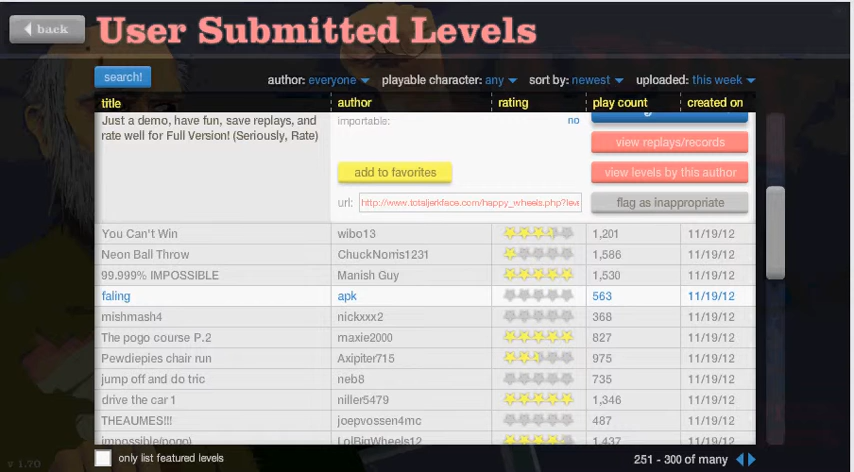 back
User Submitted Levels
search!
author: everyone playable character: any sort by: newest uploaded: this week
title author rating play count created on
Just a demo, have fun, save replays, and
rate well for Full Version! (Seriously, Rate)
importable: no
view replays/records
add to favorites
view levels by this author
url: http://www.totaljerkface.com/happy_wheels.php?leve
flag as inappropriate
You Can't Win wibo13 1,201 11/19/12
Neon Ball Throw ChuckNorris1231 1,586 11/19/12
99.999% IMPOSSIBLE Manish Guy 1,530 11/19/12
faling apk 563 11/19/12
mishmash4 nickxxx2 368 11/19/12
The pogo course P.2 maxie2000 827 11/19/12
Pewdiepies chair run Axipiter715 975 11/19/12
jump off and do tric neb8 735 11/19/12
drive the car 1 niller5479 1,346 11/19/12
THEAUMES!!! joepvossen4mc 487 11/19/12
impossible(pogo) LolBigWheels12 1,437 11/19/12
only list featured levels
251 - 300 of many
v 1.70